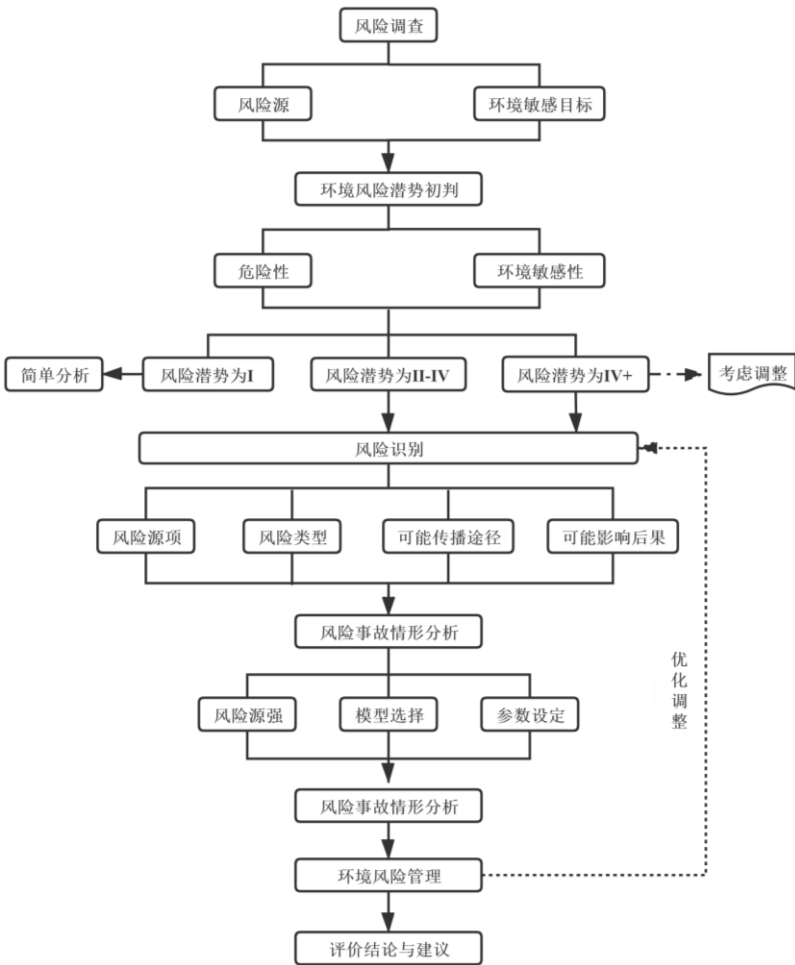 风险调查
风险源
环境敏感目标
环境风险潜势初判
危险性
环境敏感性
简单分析
风险潜势为I
风险潜势为II-IV
风险潜势为IV+
考虑调整
风险识别
风险源项
风险类型
可能传播途径
可能影响后果
风险事故情形分析
风险源强
模型选择
参数设定
优化调整
风险事故情形分析
环境风险管理
评价结论与建议